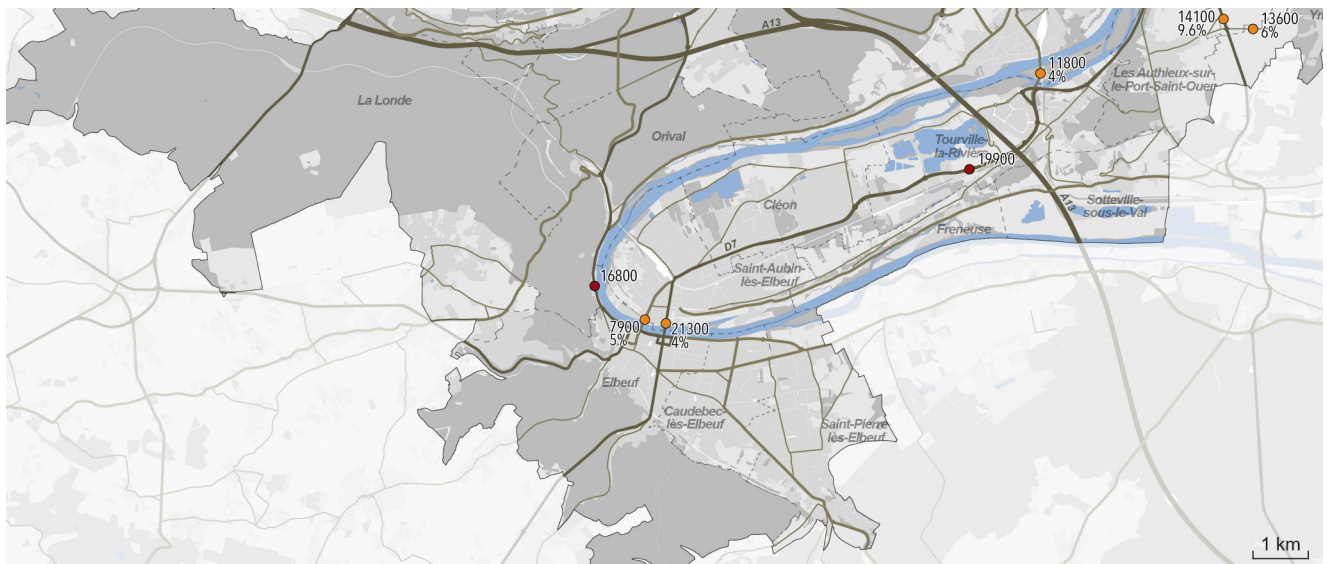 14100
9.6%
13600
6%
A13
11800
4%
Les Authieux-sur-
le-Port-Saint-Ouen
La Londe
Orival
Tourville-
la-Rivière
19900
Cléon
A13
Sotteville-
sous-le-Val
Freneuse
D7
Saint-Aubin-
lès-Elbeuf
16800
7900
5%
21300
4%
Elbeuf
Caudebec-
lès-Elbeuf
Saint-Pierre
lès-Elbeuf
1 km